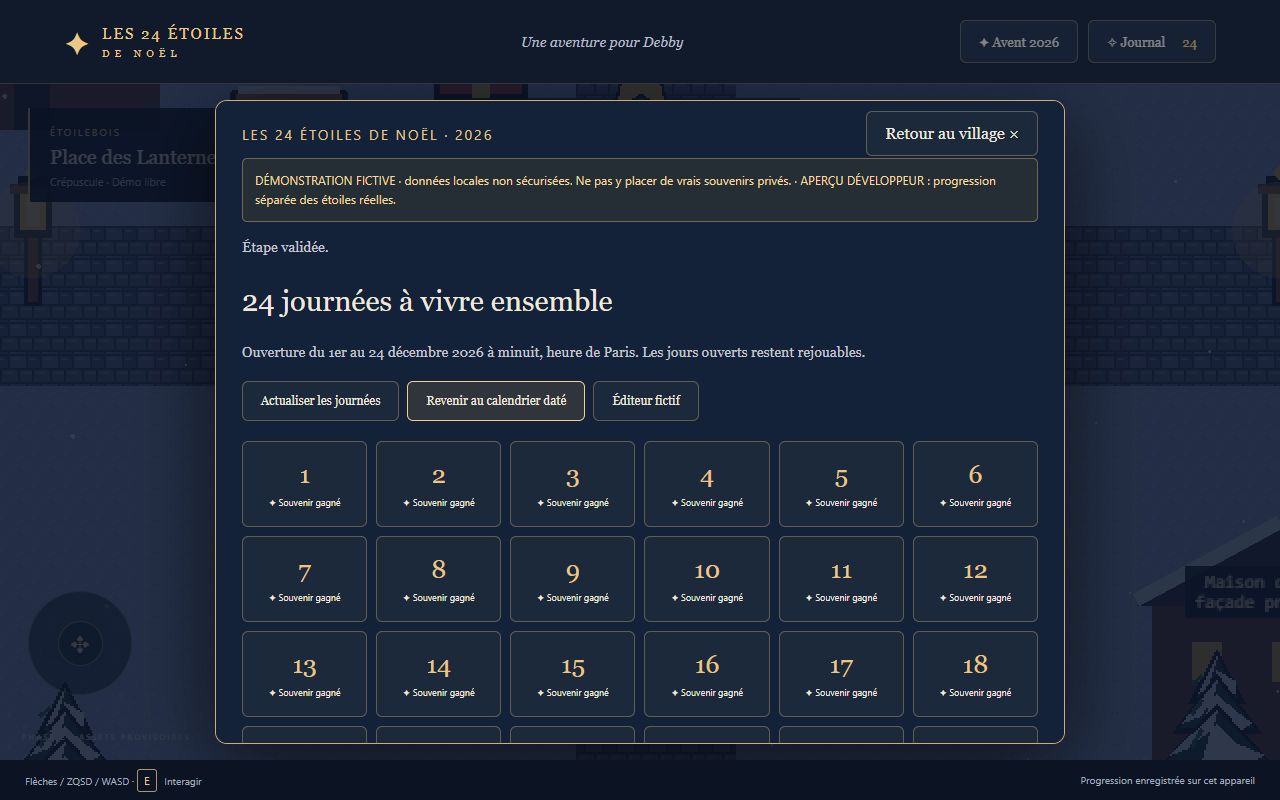 LES 24 ÉTOILES
DE NOËL
Une aventure pour Debby
✦ Avent 2026
✧ Journal 24
ÉTOILEBOIS
Place des Lanterne
Crépuscule · Démo libre
LES 24 ÉTOILES DE NOËL · 2026
Retour au village ×
DÉMONSTRATION FICTIVE · données locales non sécurisées. Ne pas y placer de vrais souvenirs privés. · APERÇU DÉVELOPPEUR : progression
séparée des étoiles réelles.
Étape validée.
24 journées à vivre ensemble
Ouverture du 1er au 24 décembre 2026 à minuit, heure de Paris. Les jours ouverts restent rejouables.
Actualiser les journées
Revenir au calendrier daté
Éditeur fictif
1 2 3 4 5 6
✦ Souvenir gagné ✦ Souvenir gagné ✦ Souvenir gagné ✦ Souvenir gagné ✦ Souvenir gagné ✦ Souvenir gagné
7 8 9 10 11 12
✦ Souvenir gagné ✦ Souvenir gagné ✦ Souvenir gagné ✦ Souvenir gagné ✦ Souvenir gagné ✦ Souvenir gagné
13 14 15 16 17 18
✦ Souvenir gagné ✦ Souvenir gagné ✦ Souvenir gagné ✦ Souvenir gagné ✦ Souvenir gagné ✦ Souvenir gagné
Maison
façade
ASSETS PROVISOIRES
Flèches / ZQSD / WASD · E Interagir
Progression enregistrée sur cet appareil